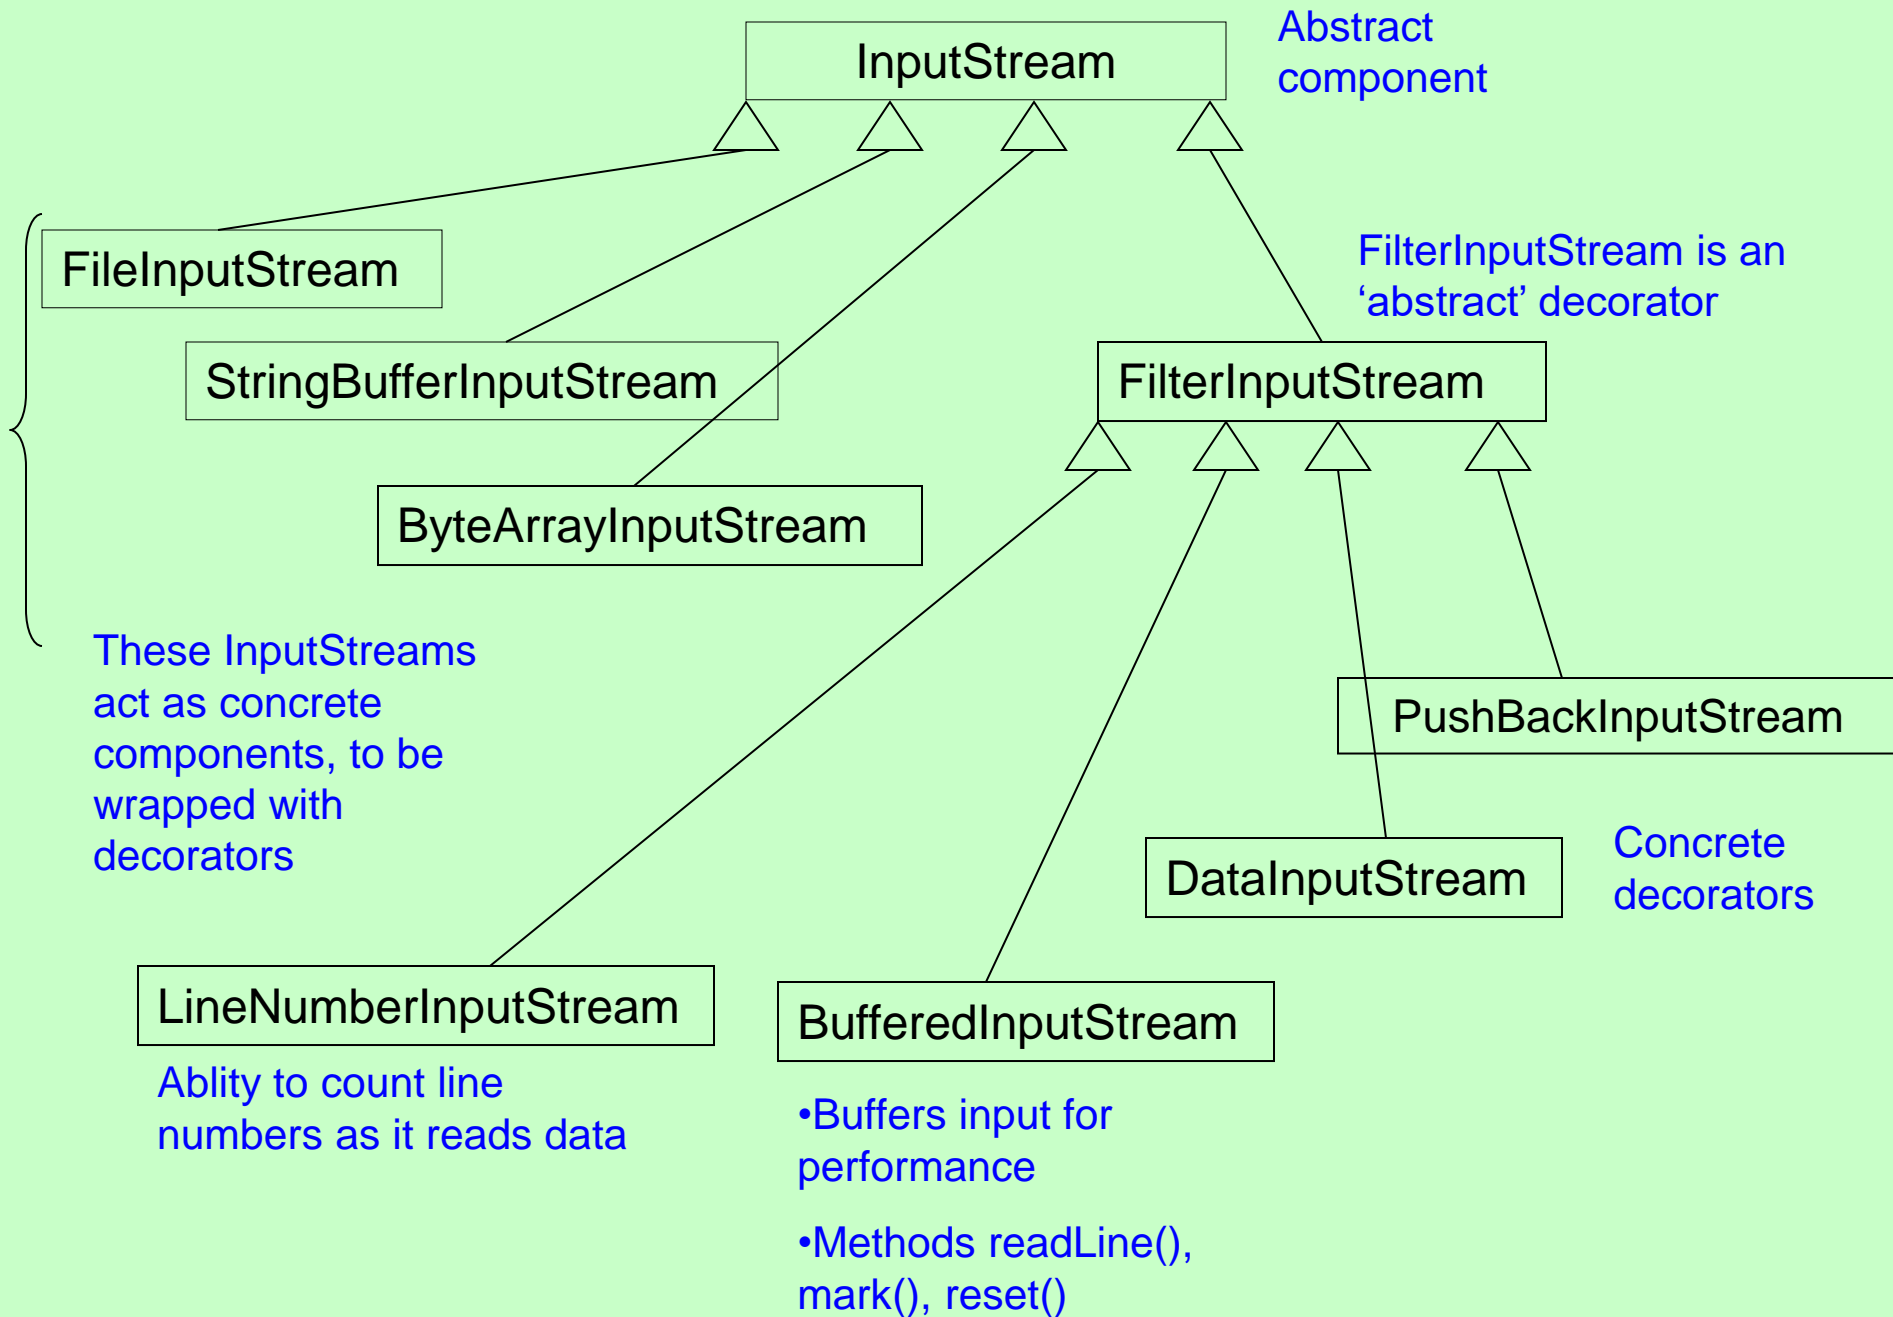 InputStream
Abstract
component
FileInputStream
FilterInputStream is an
‘abstract’ decorator
StringBufferInputStream
FilterInputStream
ByteArrayInputStream
These InputStreams
act as concrete
components, to be
wrapped with
decorators
PushBackInputStream
DataInputStream
Concrete
decorators
LineNumberInputStream
Ablity to count line
numbers as it reads data
BufferedInputStream
•Buffers input for
performance
•Methods readLine(),
mark(), reset()